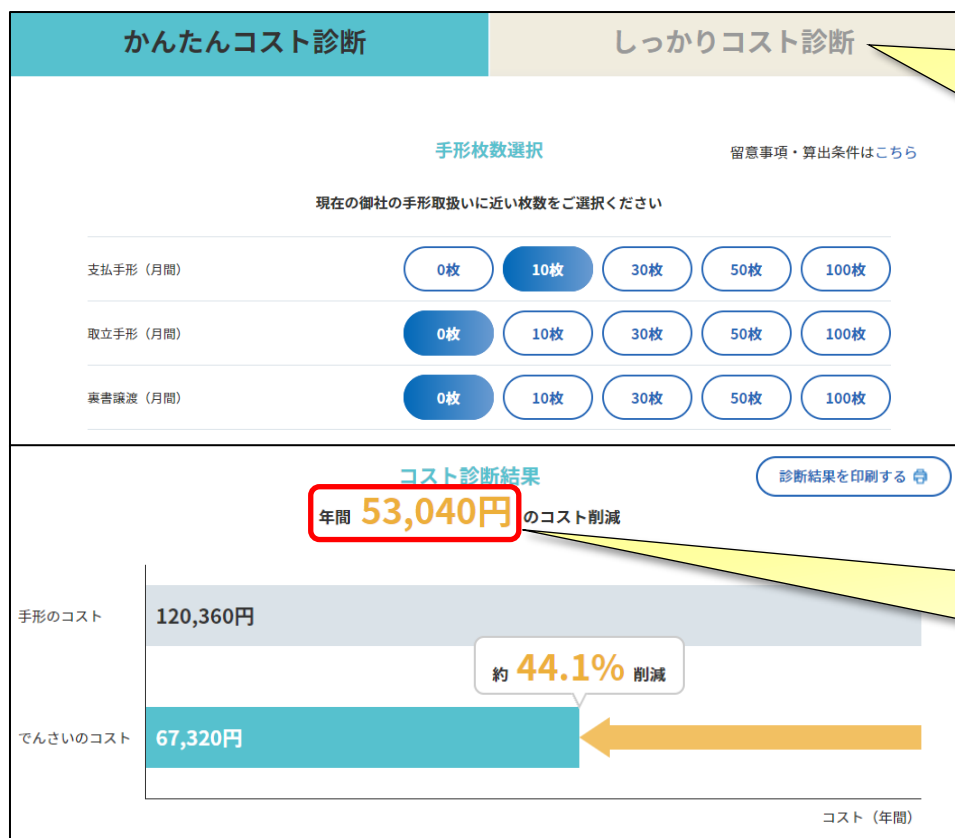 かんたんコスト診断
しっかりコスト診断
手形枚数選択
留意事項・算出条件はこちら
現在の御社の手形取扱いに近い枚数をご選択ください
支払手形（月間） 0枚 10枚 30枚 50枚 100枚
取立手形（月間） 0枚 10枚 30枚 50枚 100枚
裏書譲渡（月間） 0枚 10枚 30枚 50枚 100枚
コスト診断結果
診断結果を印刷する
年間 53,040円 のコスト削減
手形のコスト 120,360円
約 44.1% 削減
でんさいのコスト 67,320円
コスト（年間）